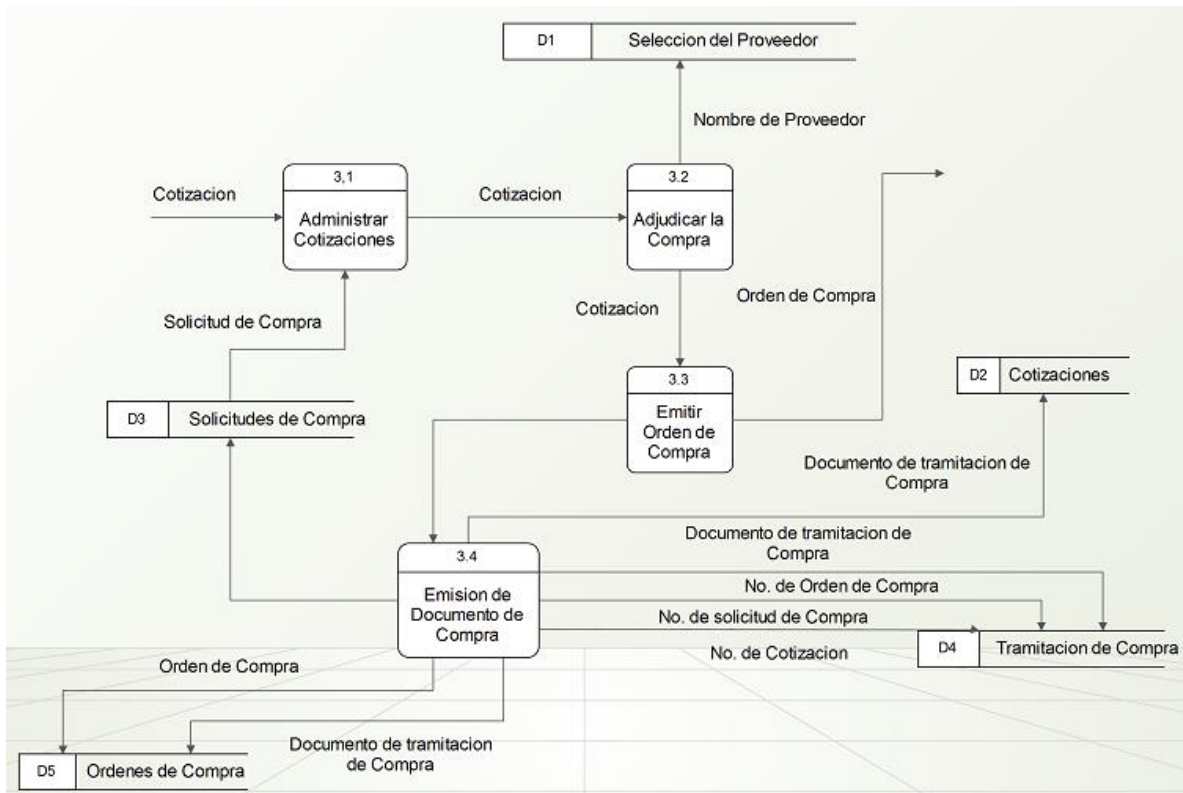 D1
Seleccion del Proveedor
Nombre de Proveedor
3,1
3.2
Cotizacion
Cotizacion
Administrar
Cotizaciones
Adjudicar la
Compra
Cotizacion
Orden de Compra
Solicitud de Compra
3.3
D2
Cotizaciones
Emitir
Orden de
Compra
D3
Solicitudes de Compra
Documento de tramitacion de
Compra
Documento de tramitacion de
Compra
3.4
Emision de
Documento de
Compra
No. de Orden de Compra
No. de solicitud de Compra
No. de Cotizacion
D4
Tramitacion de Compra
Orden de Compra
Documento de tramitacion
de Compra
D5
Ordenes de Compra